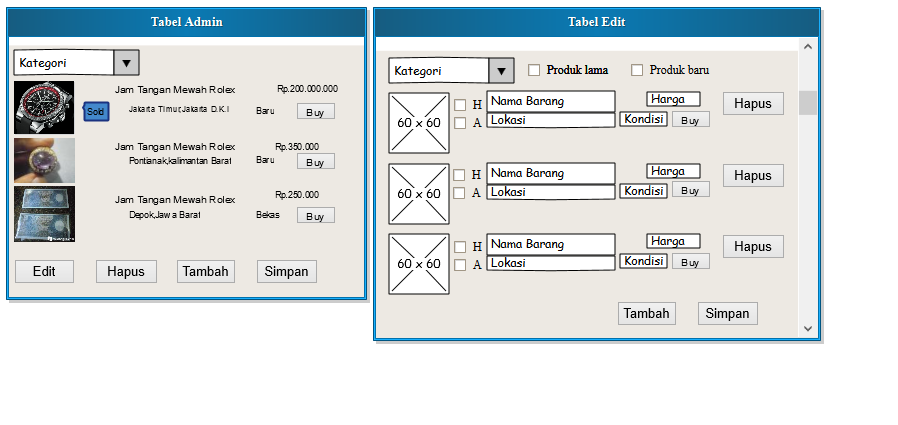 Tabel Admin
Kategori
Jam Tangan Mewah Rolex Rp.200.000.000
Sold Jakarta Timur,Jakarta D.K.I Baru Buy
Jam Tangan Mewah Rolex Rp.350.000
Pontianak,kalimantan Barat Baru Buy
Jam Tangan Mewah Rolex Rp.250.000
Depok,Jawa Barat Bekas Buy
Edit Hapus Tambah Simpan
Tabel Edit
Kategori Produk lama Produk baru
60 x 60 H Nama Barang Harga Hapus
A Lokasi Kondisi Buy
60 x 60 H Nama Barang Harga Hapus
A Lokasi Kondisi Buy
60 x 60 H Nama Barang Harga Hapus
A Lokasi Kondisi Buy
Tambah Simpan